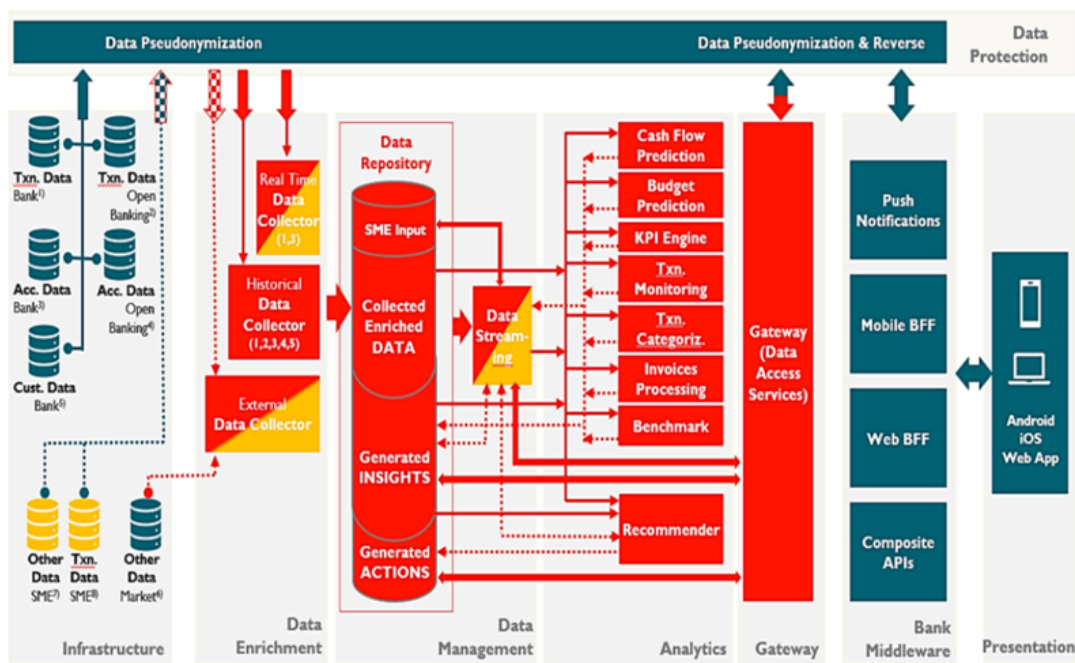 Data Pseudonymization
Data Pseudonymization & Reverse
Data
Protection
Txn. Data
Bank1)
Txn. Data
Open
Banking2)
Acc. Data
Bank3)
Acc. Data
Open
Banking4)
Cust. Data
Bank5)
Other
Data
SME7)
Txn.
Data
SME8)
Other
Data
Market6)
Infrastructure
Real Time
Data
Collector
(1,3)
Historical
Data
Collector
(1,2,3,4,5)
External
Data Collector
Data
Enrichment
Data
Repository
SME Input
Collected
Enriched
DATA
Generated
INSIGHTS
Generated
ACTIONS
Data
Stream-
ing
Data
Management
Cash Flow
Prediction
Budget
Prediction
KPI Engine
Txn.
Monitoring
Txn.
Categoriz.
Invoices
Processing
Benchmark
Recommender
Analytics
Gateway
(Data
Access
Services)
Gateway
Push
Notifications
Mobile BFF
Web BFF
Composite
APIs
Bank
Middleware
Android
iOS
Web App
Presentation